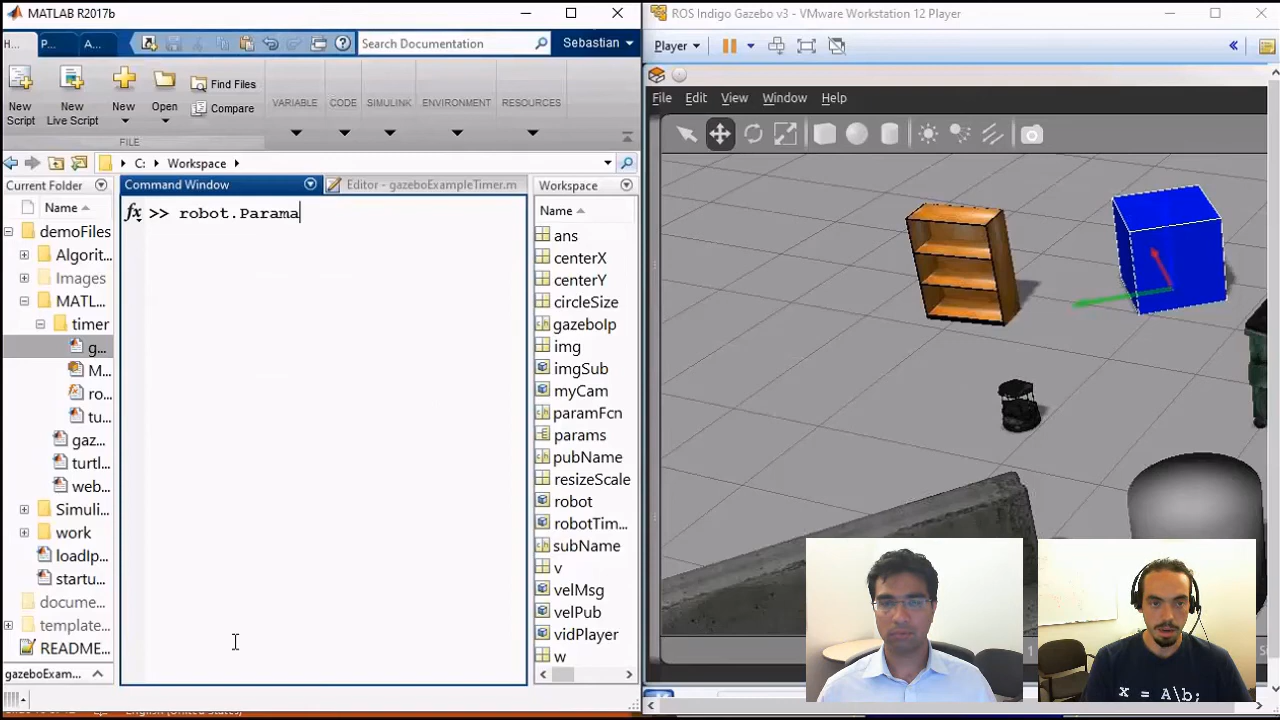 MATLAB R2017b
H...
P...
A...
Search Documentation
Sebastian
New Script
New Live Script
New
Open
Find Files
Compare
FILE
VARIABLE
CODE
SIMULINK
ENVIRONMENT
RESOURCES
C:
Workspace
Current Folder
Name
demoFiles
Algorit...
Images
MATL...
timer
g...
M...
ro...
tu...
gaz...
turtl...
web...
Simuli...
work
loadIp...
startu...
docume...
template...
README...
gazeboExam...
Command Window
Editor - gazeboExampleTimer.m
fx >> robot.Parama
Workspace
Name
ans
centerX
centerY
circleSize
gazeboIp
img
imgSub
myCam
paramFcn
params
pubName
resizeScale
robot
robotTim...
subName
v
velMsg
velPub
vidPlayer
w
ROS Indigo Gazebo v3 - VMware Workstation 12 Player
Player
File Edit View Window Help
x = A\b;